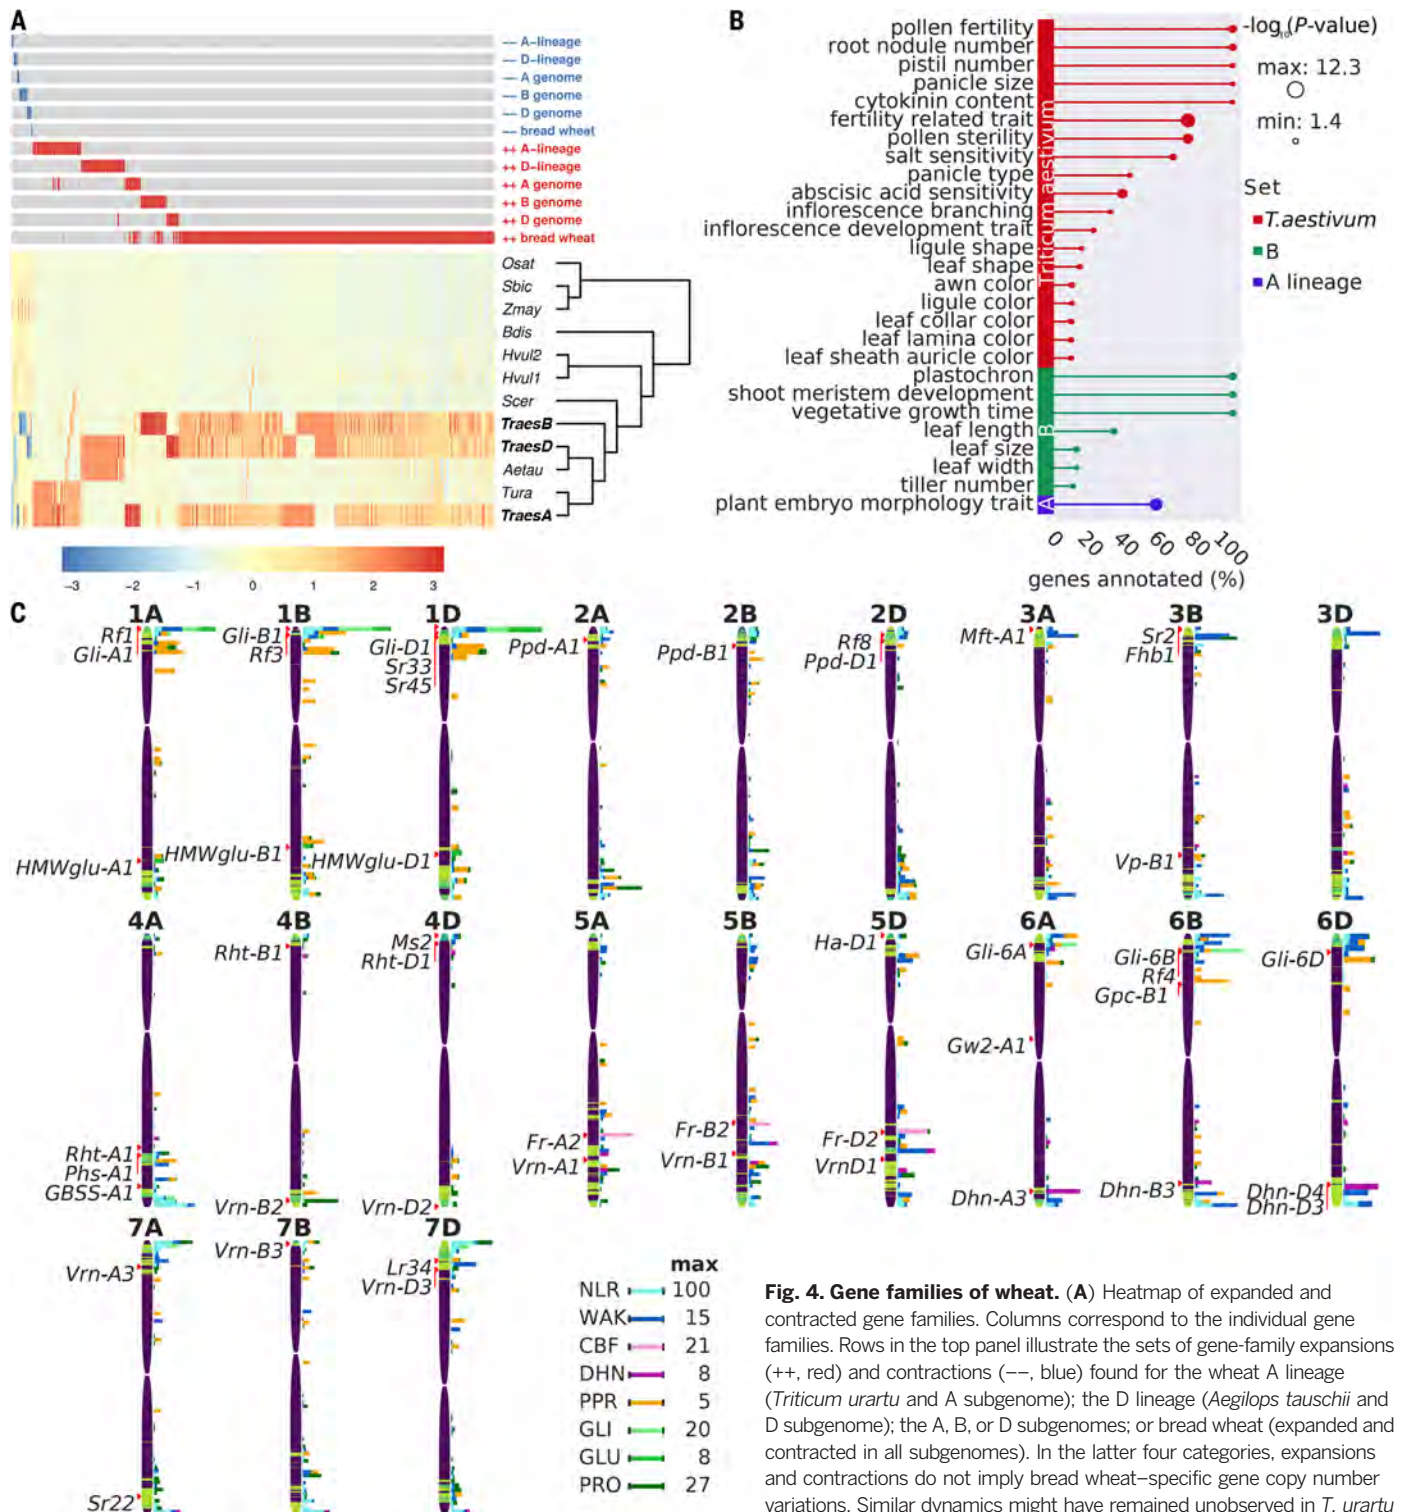 A
–– A–lineage
–– D–lineage
–– A genome
–– B genome
–– D genome
–– bread wheat
++ A–lineage
++ D–lineage
++ A genome
++ B genome
++ D genome
++ bread wheat
Osat
Sbic
Zmay
Bdis
Hvul2
Hvul1
Scer
TraesB
TraesD
Aetau
Tura
TraesA
−3 −2 −1 0 1 2 3
B
pollen fertility
root nodule number
pistil number
panicle size
cytokinin content
fertility related trait
pollen sterility
salt sensitivity
panicle type
abscisic acid sensitivity
inflorescence branching
inflorescence development trait
ligule shape
leaf shape
awn color
ligule color
leaf collar color
leaf lamina color
leaf sheath auricle color
plastochron
shoot meristem development
vegetative growth time
leaf length
leaf size
leaf width
tiller number
plant embryo morphology trait
Triticum aestivum
B
A
0 20 40 60 80 100
genes annotated (%)
-log10(P-value)
max: 12.3
min: 1.4
Set
T.aestivum
B
A lineage
C
1A 1B 1D 2A 2B 2D 3A 3B 3D
Rf1
Gli-A1
HMWglu-A1
Gli-B1
Rf3
HMWglu-B1
Gli-D1
Sr33
Sr45
HMWglu-D1
Ppd-A1
Ppd-B1
Rf8
Ppd-D1
Mft-A1
Sr2
Fhb1
Vp-B1
4A 4B 4D 5A 5B 5D 6A 6B 6D
Rht-A1
Phs-A1
GBSS-A1
Rht-B1
Vrn-B2
Ms2
Rht-D1
Vrn-D2
Fr-A2
Vrn-A1
Fr-B2
Vrn-B1
Ha-D1
Fr-D2
VrnD1
Gli-6A
Gw2-A1
Dhn-A3
Gli-6B
Rf4
Gpc-B1
Dhn-B3
Gli-6D
Dhn-D4
Dhn-D3
7A 7B 7D
Vrn-A3
Sr22
Vrn-B3
Lr34
Vrn-D3
max
NLR 100
WAK 15
CBF 21
DHN 8
PPR 5
GLI 20
GLU 8
PRO 27
Fig. 4. Gene families of wheat. (A) Heatmap of expanded and
contracted gene families. Columns correspond to the individual gene
families. Rows in the top panel illustrate the sets of gene-family expansions
(++, red) and contractions (––, blue) found for the wheat A lineage
(Triticum urartu and A subgenome); the D lineage (Aegilops tauschii and
D subgenome); the A, B, or D subgenomes; or bread wheat (expanded and
contracted in all subgenomes). In the latter four categories, expansions
and contractions do not imply bread wheat–specific gene copy number
variations. Similar dynamics might have remained unobserved in T. urartu